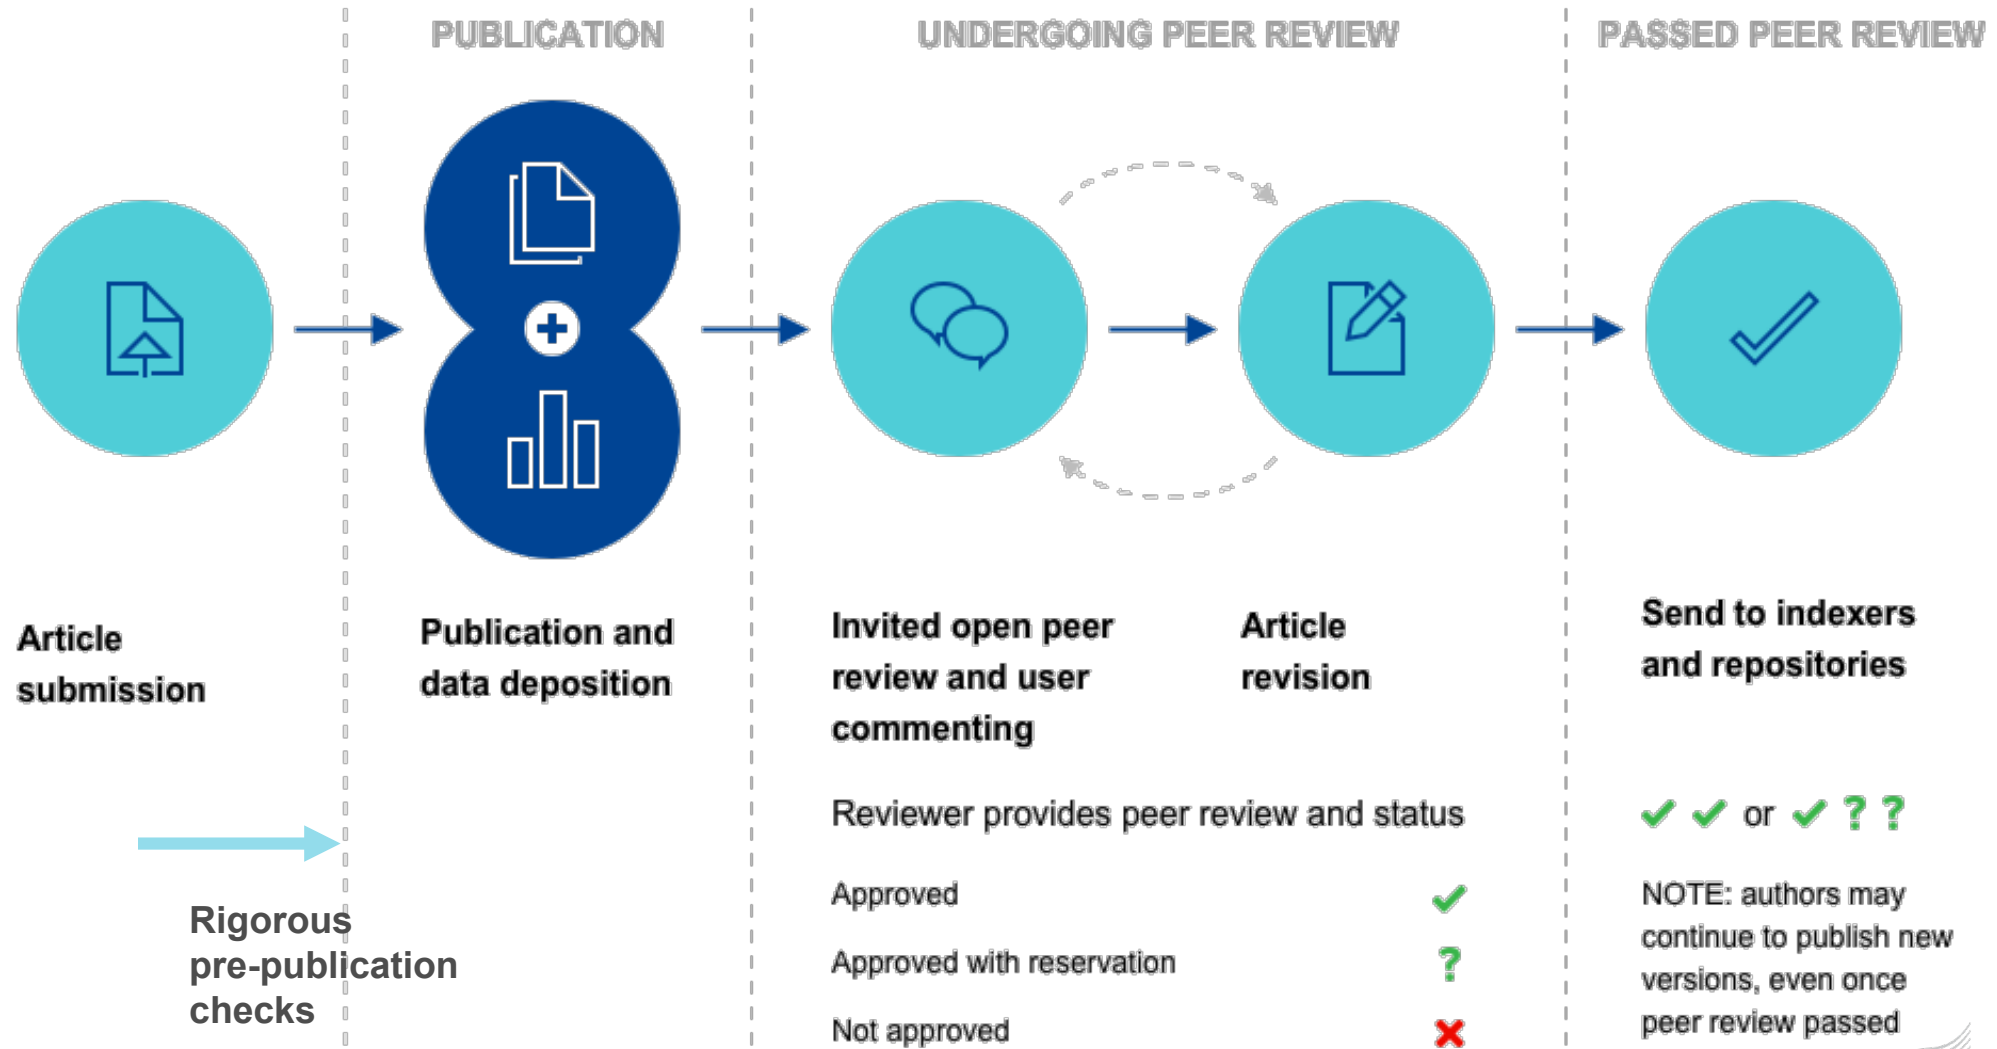 PUBLICATION
UNDERGOING PEER REVIEW
PASSED PEER REVIEW
Article
submission
Publication and
data deposition
Invited open peer
review and user
commenting
Article
revision
Send to indexers
and repositories
Rigorous
pre-publication
checks
Reviewer provides peer review and status
Approved
Approved with reservation
?
Not approved
or ? ?
NOTE: authors may
continue to publish new
versions, even once
peer review passed